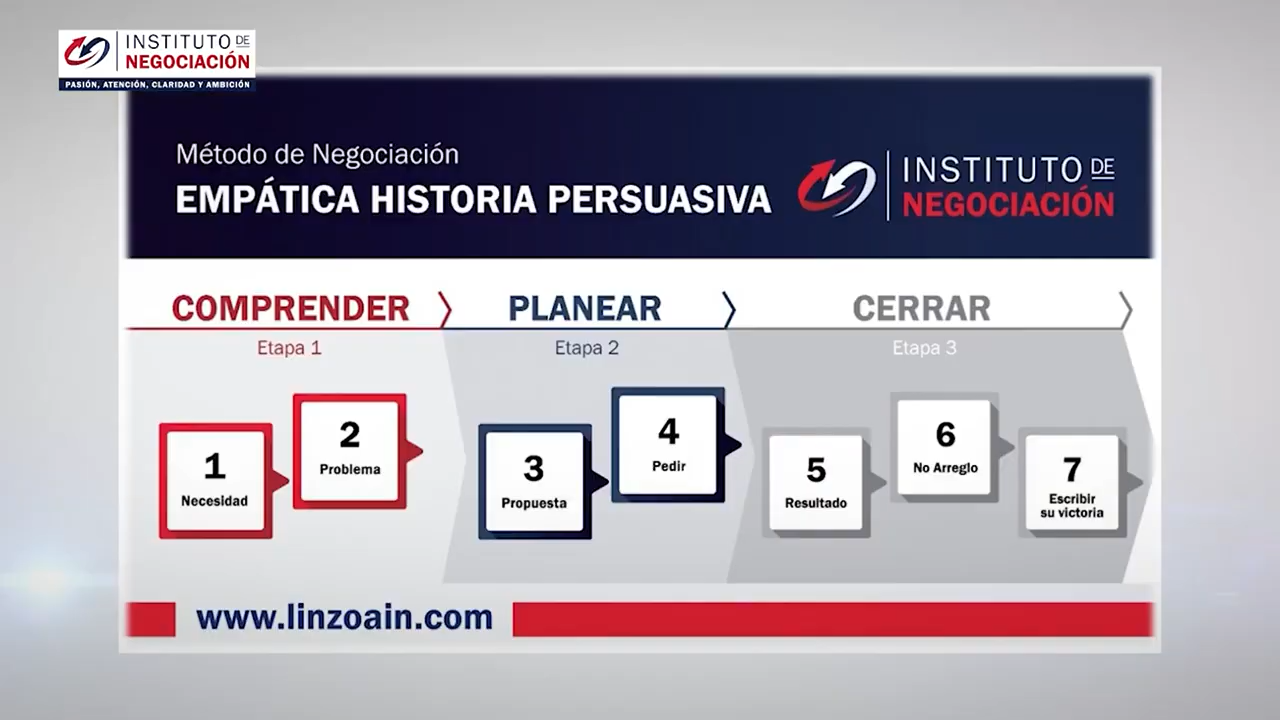 INSTITUTO DE
NEGOCIACIÓN
PASIÓN, ATENCIÓN, CLARIDAD Y AMBICIÓN
Método de Negociación
EMPÁTICA HISTORIA PERSUASIVA
INSTITUTO DE
NEGOCIACIÓN
COMPRENDER
PLANEAR
CERRAR
Etapa 1
Etapa 2
Etapa 3
1
Necesidad
2
Problema
3
Propuesta
4
Pedir
5
Resultado
6
No Arreglo
7
Escribir
su victoria
www.linzoain.com